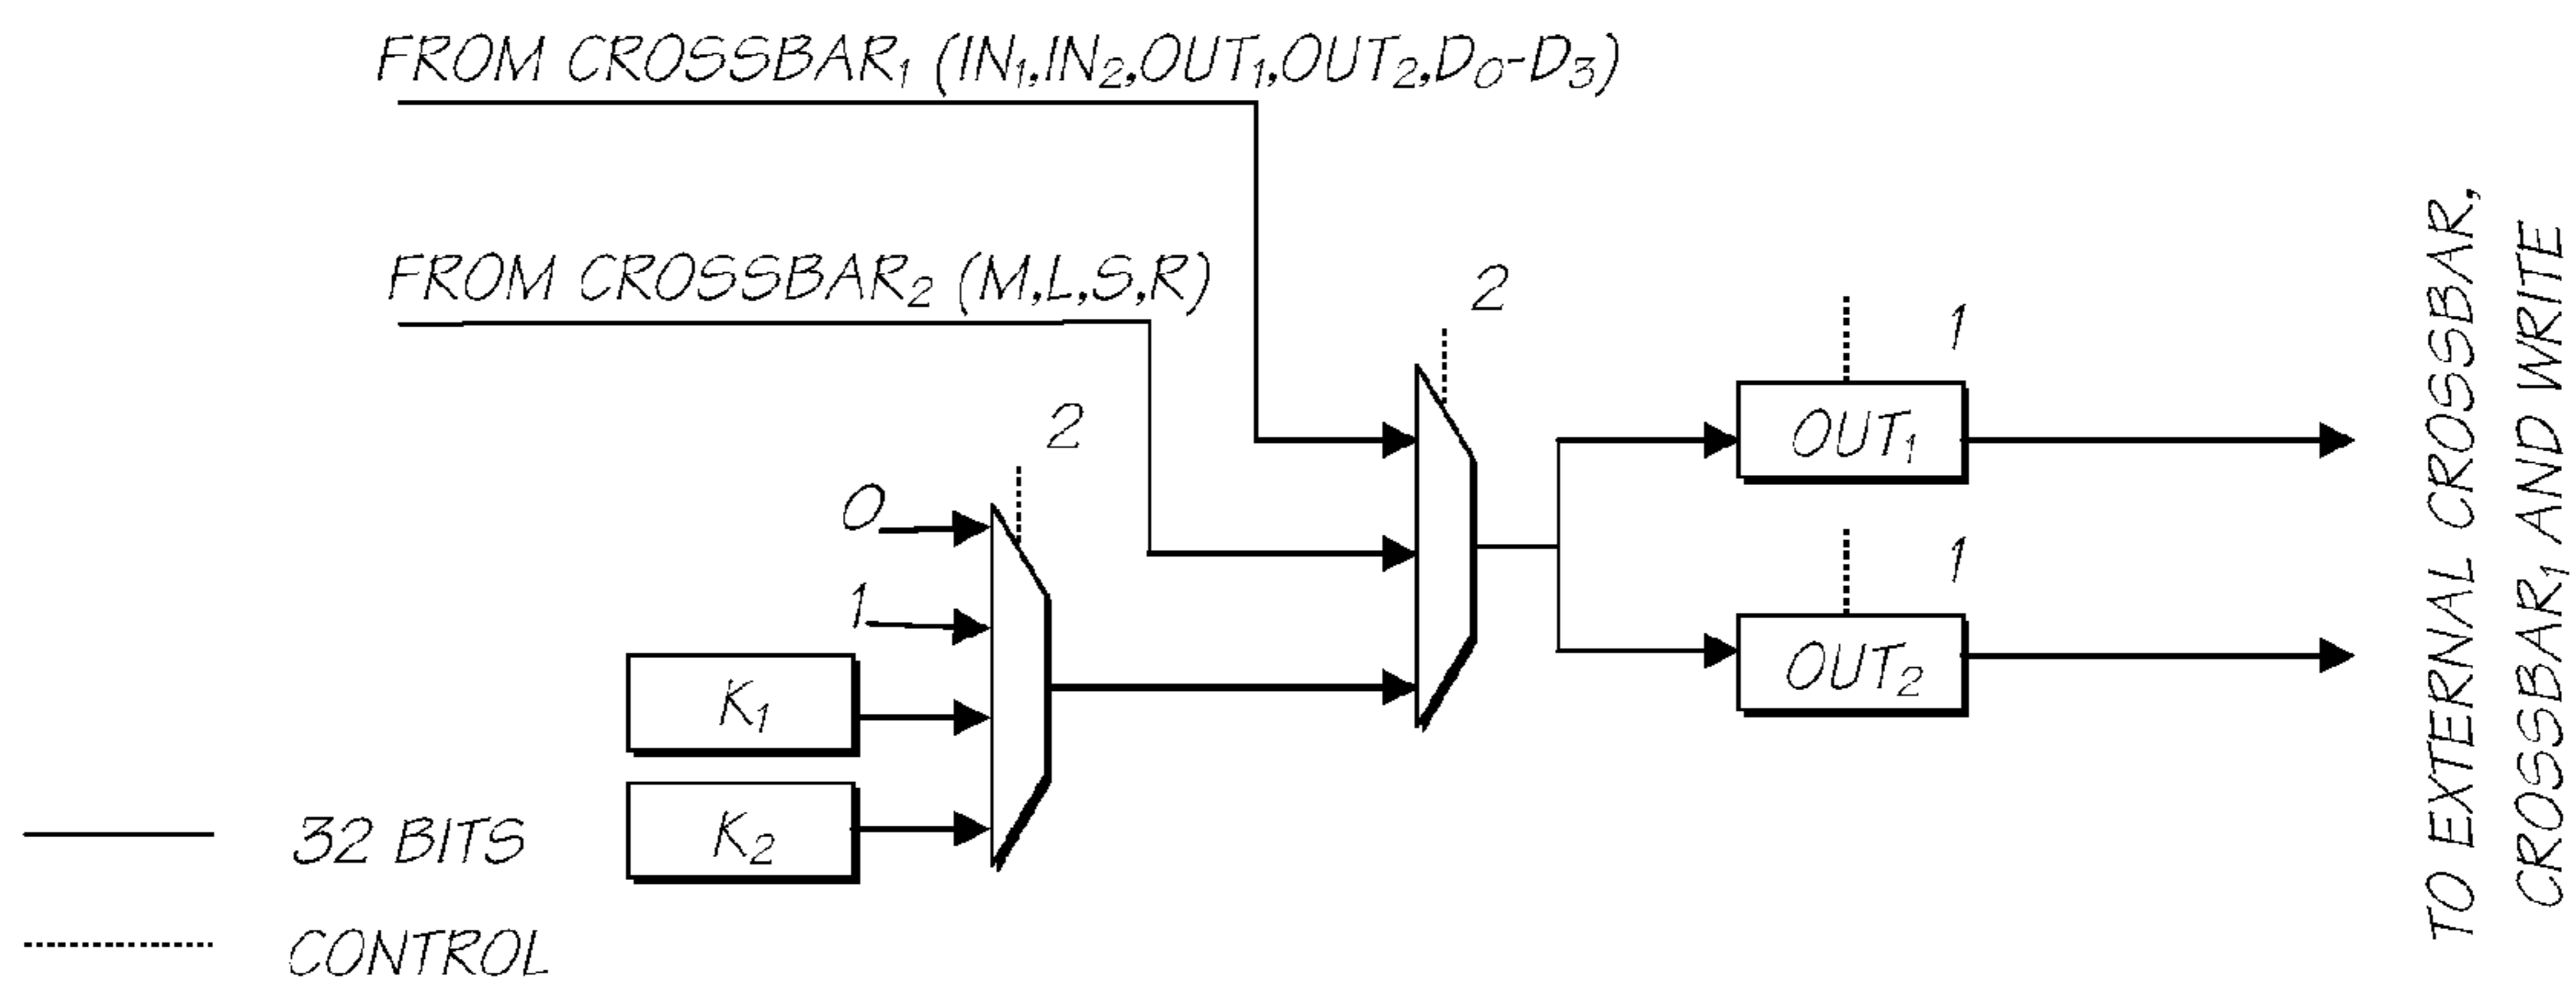 FROM CROSSBAR₁ (IN₁,IN₂,OUT₁,OUT₂,D₀-D₃)
FROM CROSSBAR₂ (M,L,S,R)
2
2
1
OUT₁
0
1
1
OUT₂
K₁
K₂
32 BITS
CONTROL
TO EXTERNAL CROSSBAR,
CROSSBAR₁ AND WRITE